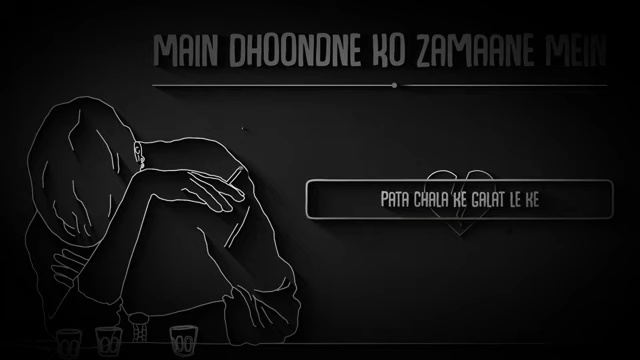 MAIN DHOONDNE KO ZAMAANE MEIN
PATA CHALA KE GALAT LE KE